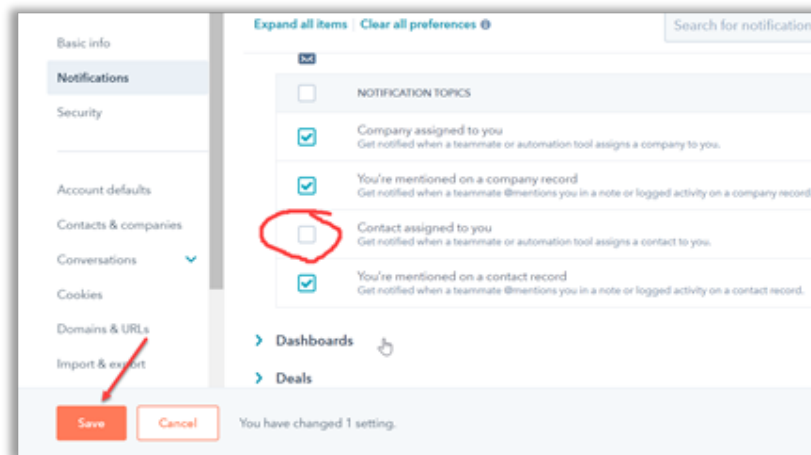 Expand all items | Clear all preferences
Search for notification
Basic info
Notifications
Security
Account defaults
Contacts & companies
Conversations
Cookies
Domains & URLs
Import & export
NOTIFICATION TOPICS
Company assigned to you
Get notified when a teammate or automation tool assigns a company to you.
You're mentioned on a company record
Get notified when a teammate @mentions you in a note or logged activity on a company record
Contact assigned to you
Get notified when a teammate or automation tool assigns a contact to you.
You're mentioned on a contact record
Get notified when a teammate @mentions you in a note or logged activity on a contact record.
Dashboards
Deals
Save
Cancel
You have changed 1 setting.